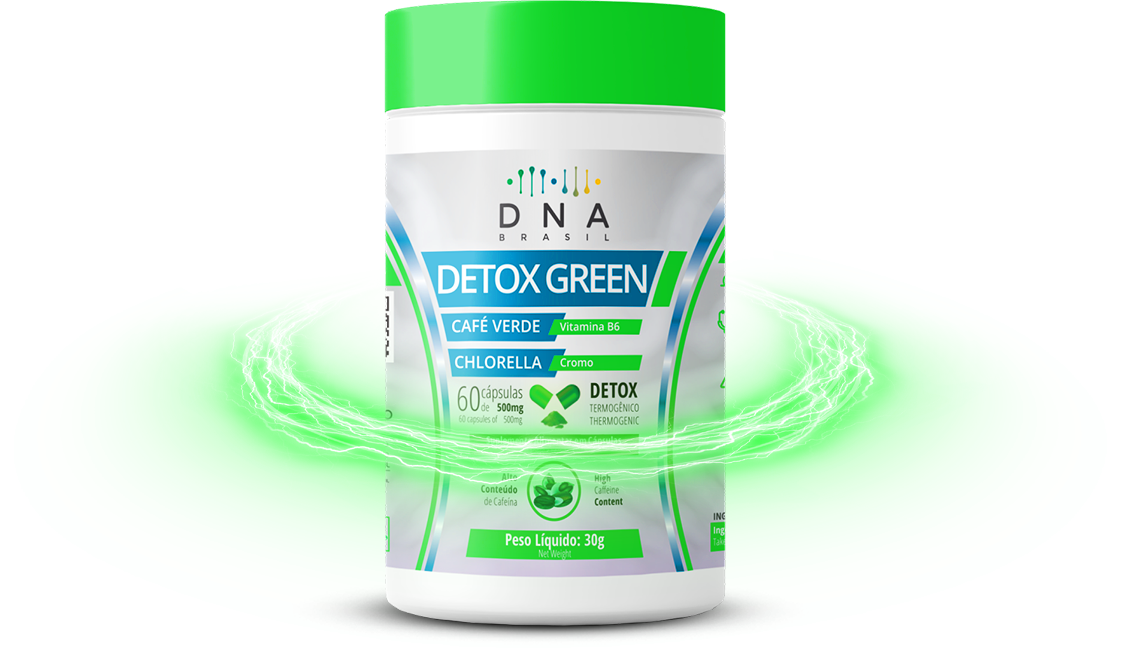 DNA
BRASIL
DETOX GREEN
CAFÉ VERDE Vitamina B6
CHLORELLA Cromo
60 cápsulas
de 500mg
60 capsules of 500mg
DETOX
TERMOGÊNICO
THERMOGENIC
Alto
Conteúdo
de Cafeína
High
Caffeine
Content
Peso Líquido: 30g
Net Weight